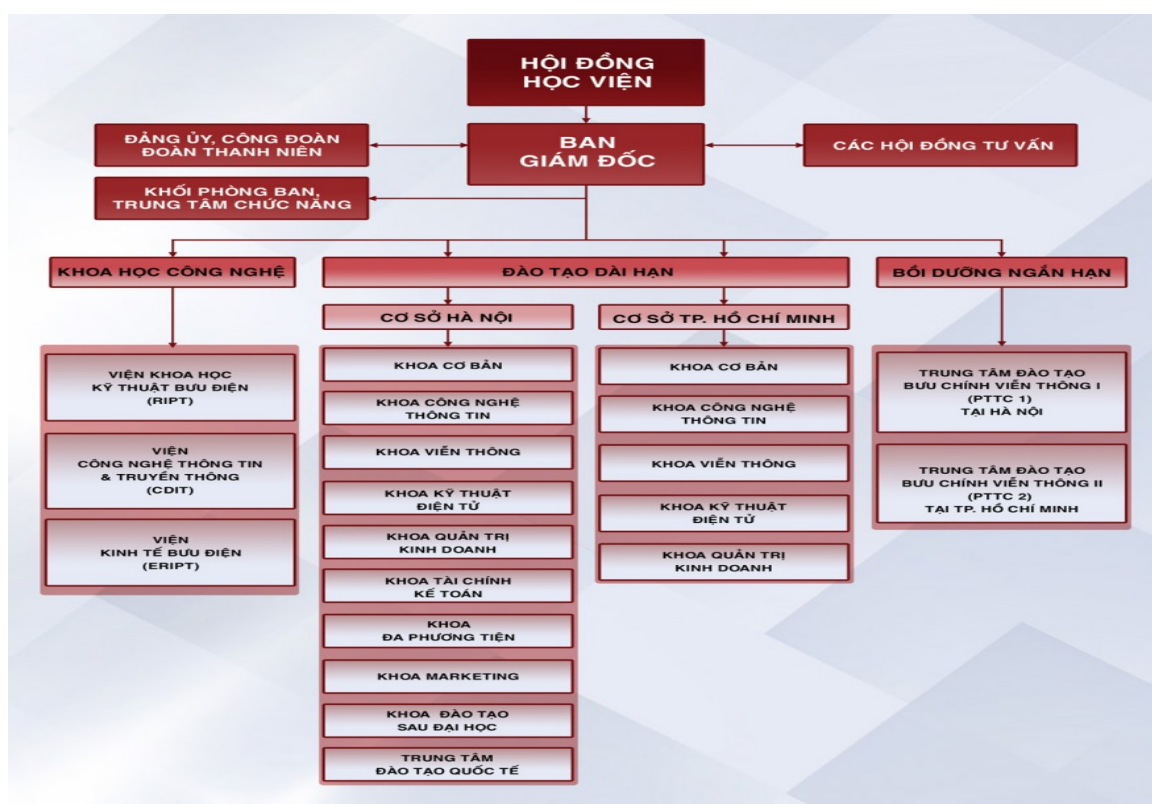 HỘI ĐỒNG
HỌC VIỆN
ĐẢNG ỦY, CÔNG ĐOÀN
ĐOÀN THANH NIÊN
BAN
GIÁM ĐỐC
CÁC HỘI ĐỒNG TƯ VẤN
KHỐI PHÒNG BAN,
TRUNG TÂM CHỨC NĂNG
KHOA HỌC CÔNG NGHỆ
ĐÀO TẠO DÀI HẠN
BỒI DƯỠNG NGẮN HẠN
CƠ SỞ HÀ NỘI
CƠ SỞ TP. HỒ CHÍ MINH
VIỆN KHOA HỌC
KỸ THUẬT BƯU ĐIỆN
(RIPT)
VIỆN
CÔNG NGHỆ THÔNG TIN
& TRUYỀN THÔNG
(CDIT)
VIỆN
KINH TẾ BƯU ĐIỆN
(ERIPT)
KHOA CƠ BẢN
KHOA CÔNG NGHỆ
THÔNG TIN
KHOA VIỄN THÔNG
KHOA KỸ THUẬT
ĐIỆN TỬ
KHOA QUẢN TRỊ
KINH DOANH
KHOA TÀI CHÍNH
KẾ TOÁN
KHOA
ĐA PHƯƠNG TIỆN
KHOA MARKETING
KHOA ĐÀO TẠO
SAU ĐẠI HỌC
TRUNG TÂM
ĐÀO TẠO QUỐC TẾ
KHOA CƠ BẢN
KHOA CÔNG NGHỆ
THÔNG TIN
KHOA VIỄN THÔNG
KHOA KỸ THUẬT
ĐIỆN TỬ
KHOA QUẢN TRỊ
KINH DOANH
TRUNG TÂM ĐÀO TẠO
BƯU CHÍNH VIỄN THÔNG I
(PTTC 1)
TẠI HÀ NỘI
TRUNG TÂM ĐÀO TẠO
BƯU CHÍNH VIỄN THÔNG II
(PTTC 2)
TẠI TP. HỒ CHÍ MINH